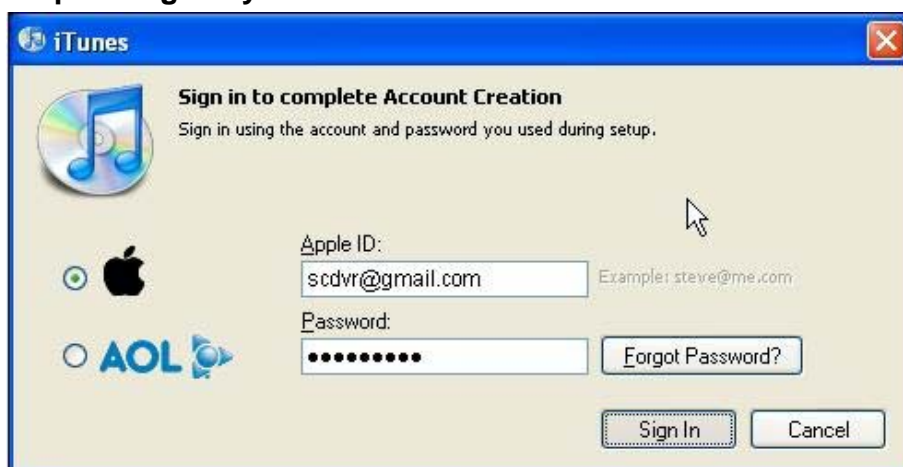 iTunes
Sign in to complete Account Creation
Sign in using the account and password you used during setup.
Apple ID:
scdvr@gmail.com
Example: steve@me.com
Password:
•••••••••
AOL
Forgot Password?
Sign In
Cancel